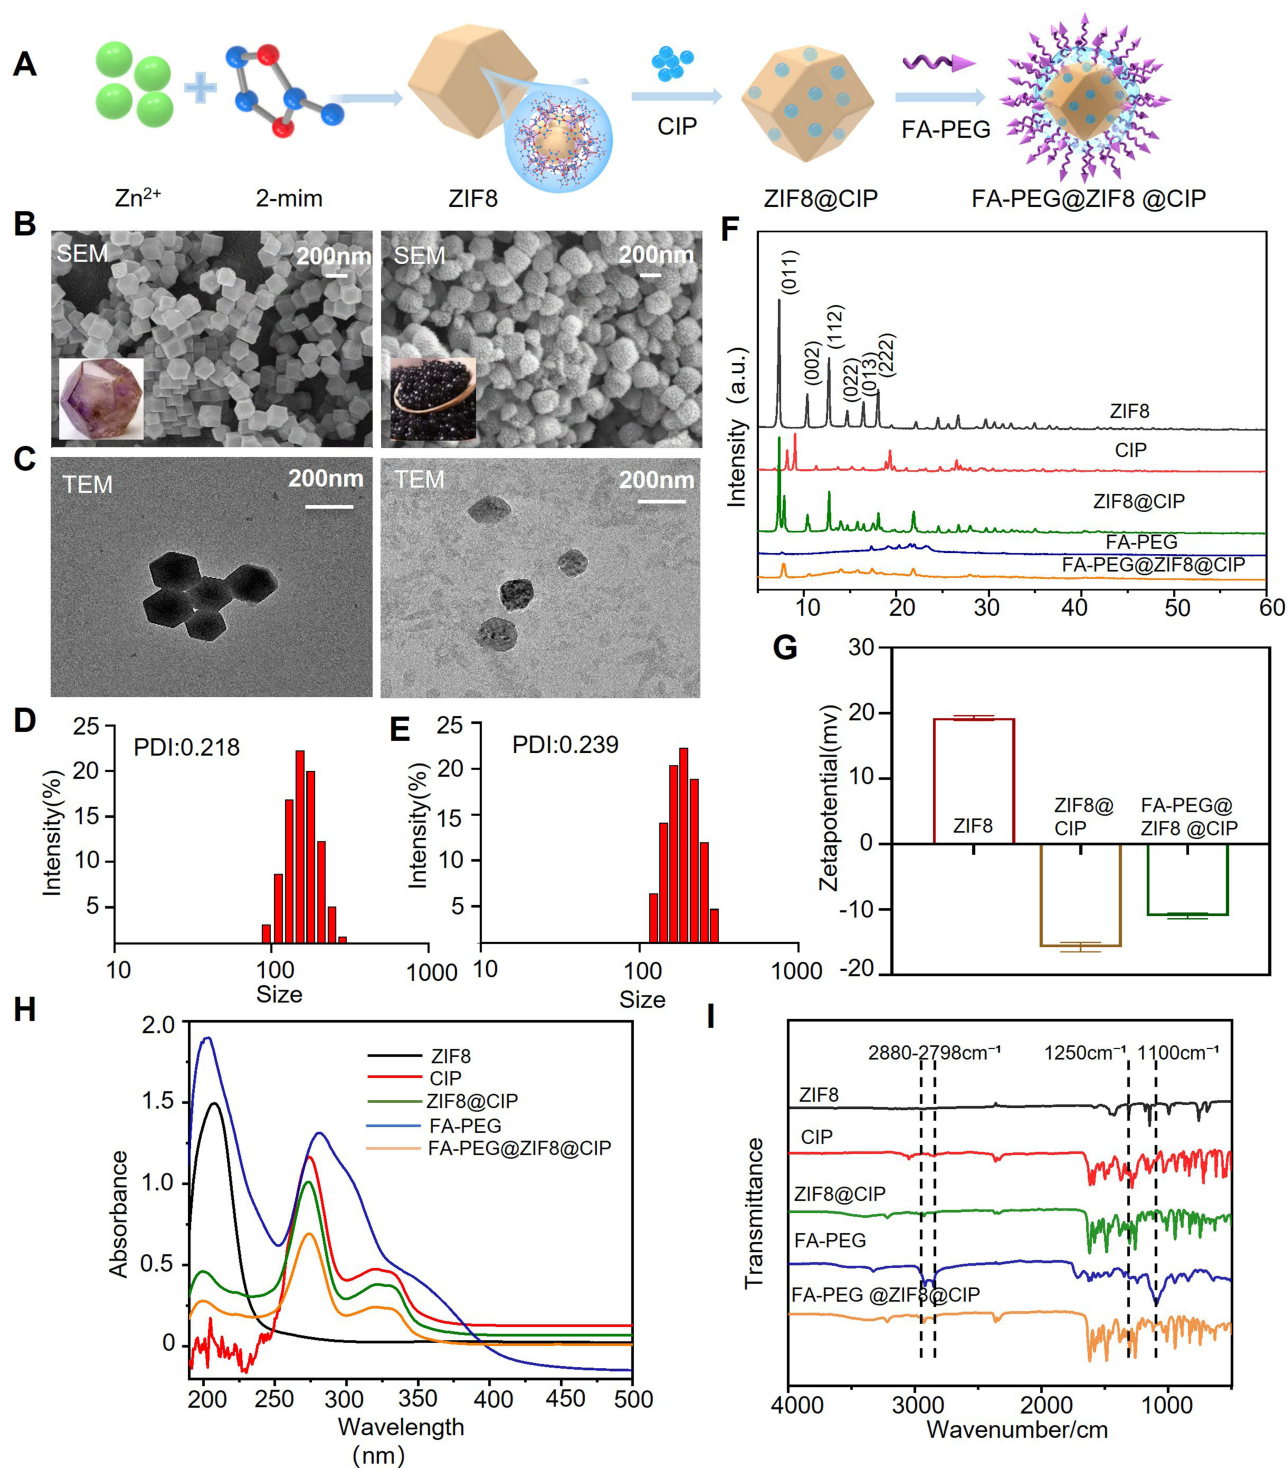 A
Zn²⁺
2-mim
ZIF8
CIP
ZIF8@CIP
FA-PEG
FA-PEG@ZIF8 @CIP
B
SEM
200nm
SEM
200nm
C
TEM
200nm
TEM
200nm
D
PDI:0.218
Intensity(%)
25
20
15
10
5
10
100
1000
Size
E
PDI:0.239
Intensity(%)
25
20
15
10
5
10
100
1000
Size
F
Intensity (a.u.)
(011)
(002)
(112)
(022)
(013)
(222)
ZIF8
CIP
ZIF8@CIP
FA-PEG
FA-PEG@ZIF8@CIP
10
20
30
40
50
60
G
Zetapotential(mv)
30
20
10
0
-10
-20
ZIF8
ZIF8@
CIP
FA-PEG@
ZIF8 @CIP
H
Absorbance
2.0
1.5
1.0
0.5
0
ZIF8
CIP
ZIF8@CIP
FA-PEG
FA-PEG@ZIF8@CIP
200
250
300
350
400
450
500
Wavelength
(nm)
I
Transmittance
2880-2798cm⁻¹
1250cm⁻¹
1100cm⁻¹
ZIF8
CIP
ZIF8@CIP
FA-PEG
FA-PEG @ZIF8@CIP
4000
3000
2000
1000
Wavenumber/cm